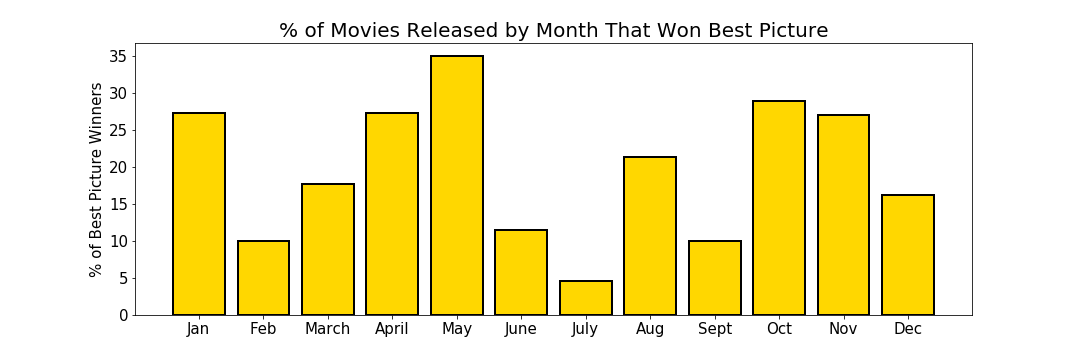 % of Movies Released by Month That Won Best Picture
% of Best Picture Winners
35
30
25
20
15
10
5
0
Jan Feb March April May June July Aug Sept Oct Nov Dec